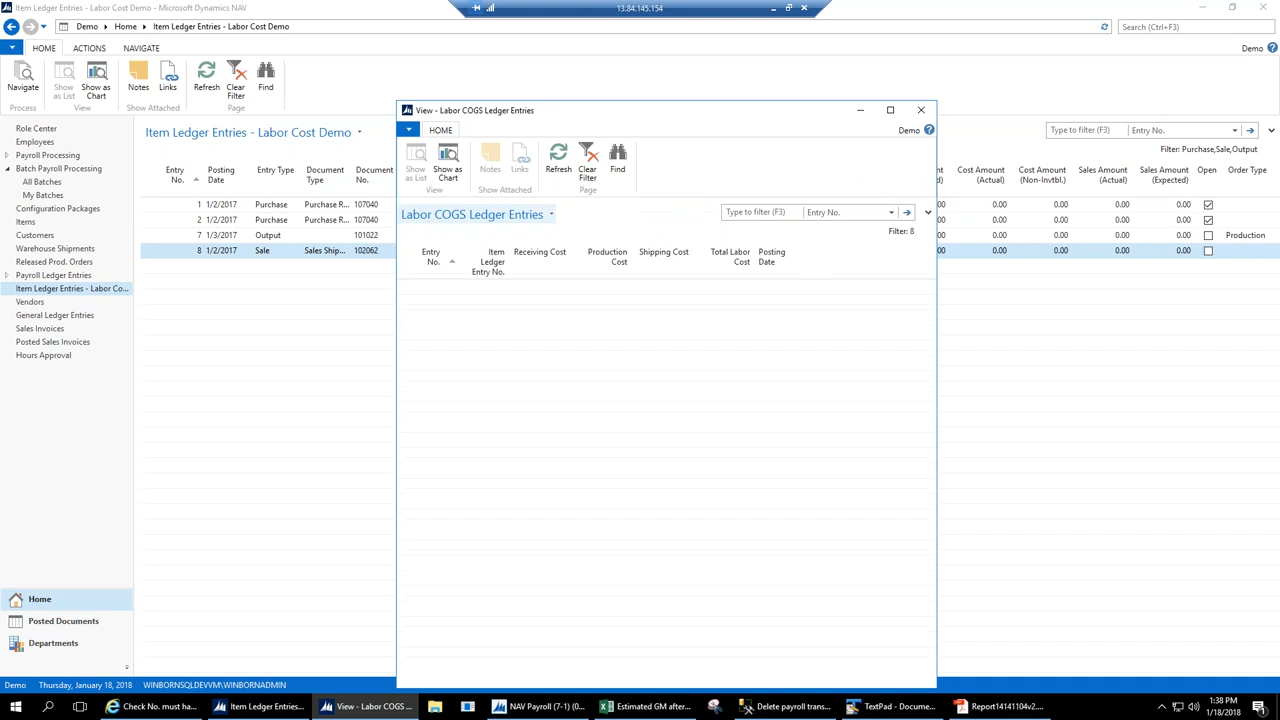 Item Ledger Entries - Labor Cost Demo - Microsoft Dynamics NAV
13.84.145.154
Demo
Home
Item Ledger Entries - Labor Cost Demo
Search (Ctrl+F3)
HOME
ACTIONS
NAVIGATE
Demo
Navigate
Show as List
Show as Chart
Notes
Links
Refresh
Clear Filter
Find
Process
View
Show Attached
Page
Role Center
Employees
Payroll Processing
Batch Payroll Processing
All Batches
My Batches
Configuration Packages
Items
Customers
Warehouse Shipments
Released Prod. Orders
Payroll Ledger Entries
Item Ledger Entries - Labor Co...
Vendors
General Ledger Entries
Sales Invoices
Posted Sales Invoices
Hours Approval
Home
Posted Documents
Departments
Item Ledger Entries - Labor Cost Demo
Type to filter (F3)
Entry No.
Filter: Purchase,Sale,Output
Entry No.
Posting Date
Entry Type
Document Type
Document No.
Cost Amount (Actual)
Cost Amount (Non-Invtbl.)
Sales Amount (Actual)
Sales Amount (Expected)
Open
Order Type
1 1/2/2017 Purchase Purchase R... 107040 0.00 0.00 0.00 0.00
2 1/2/2017 Purchase Purchase R... 107040 0.00 0.00 0.00 0.00
7 1/3/2017 Output 101022 0.00 0.00 0.00 0.00 Production
8 1/2/2017 Sale Sales Ship... 102062 0.00 0.00 0.00 0.00
View - Labor COGS Ledger Entries
HOME
Demo
Show as List
Show as Chart
Notes
Links
Refresh
Clear Filter
Find
View
Show Attached
Page
Labor COGS Ledger Entries
Type to filter (F3)
Entry No.
Filter: 8
Entry No.
Item Ledger Entry No.
Receiving Cost
Production Cost
Shipping Cost
Total Labor Cost
Posting Date
Demo
Thursday, January 18, 2018
WINBORNSQLDEVVM\WINBORNADMIN
Check No. must ha...
Item Ledger Entries...
View - Labor COGS ...
NAV Payroll (7-1) (0...
Estimated GM after...
Delete payroll trans...
TextPad - Docume...
Report14141104v2....
1:38 PM
1/18/2018